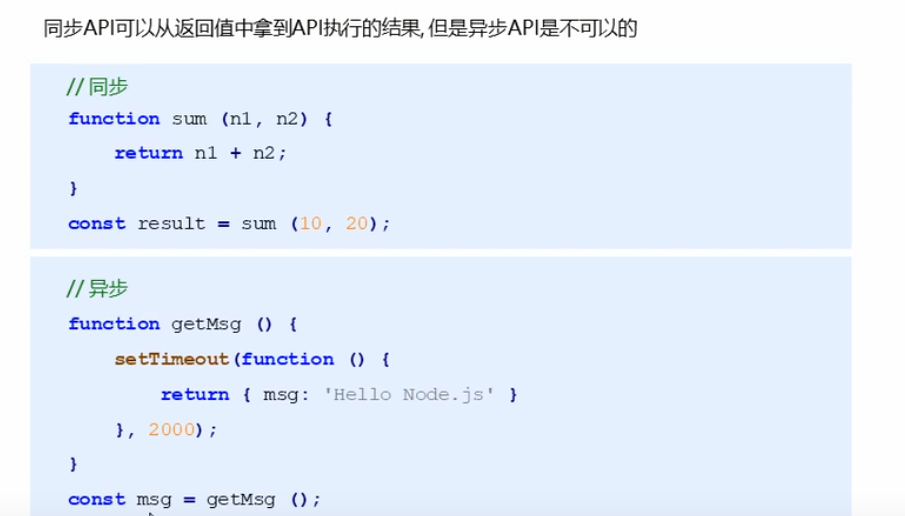 同步API可以从返回值中拿到API执行的结果, 但是异步API是不可以的
// 同步
function sum (n1, n2) {
    return n1 + n2;
}
const result = sum (10, 20);
// 异步
function getMsg () {
    setTimeout(function () {
        return { msg: 'Hello Node.js' }
    }, 2000);
}
const msg = getMsg ();